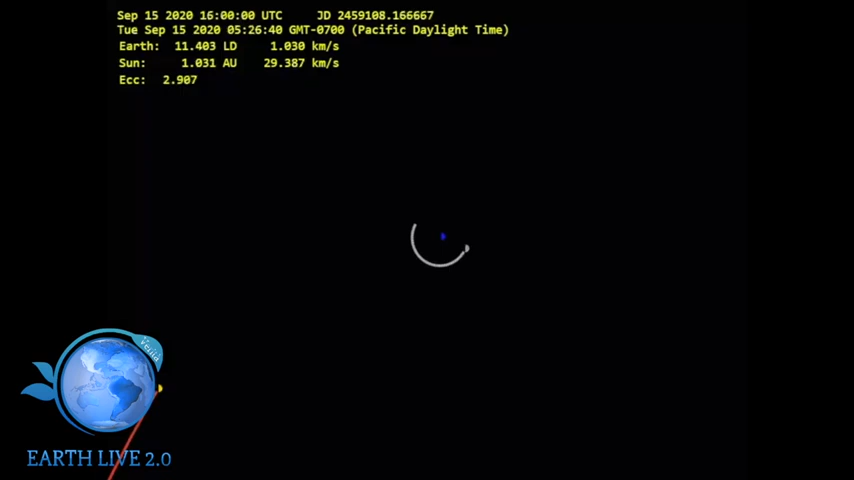 Sep 15 2020 16:00:00 UTC JD 2459108.166667
Tue Sep 15 2020 05:26:40 GMT-0700 (Pacific Daylight Time)
Earth: 11.403 LD 1.030 km/s
Sun: 1.031 AU 29.387 km/s
Ecc: 2.907
Venita
EARTH LIVE 2.0